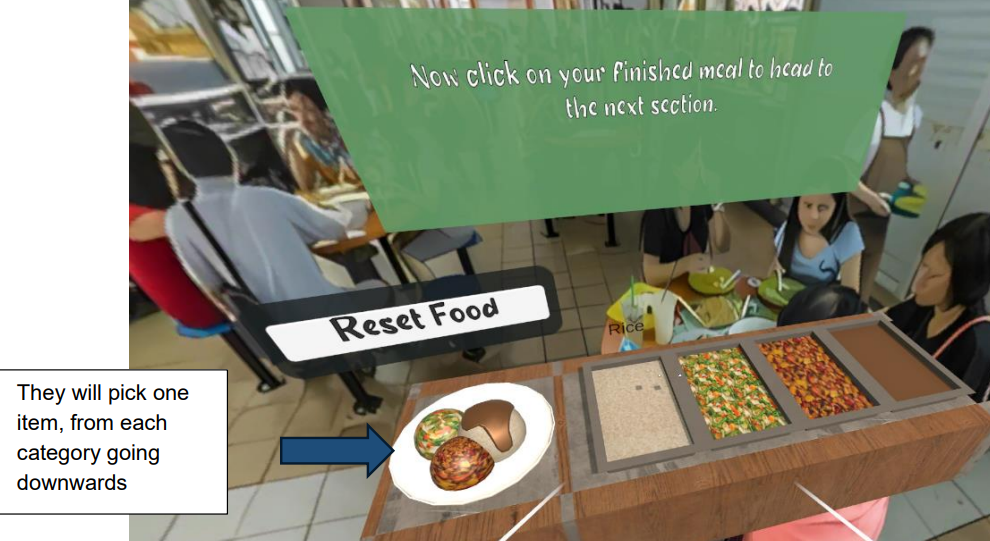 Now click on your finished meal to head to
the next section.
Reset Food
Rice
They will pick one
item, from each
category going
downwards